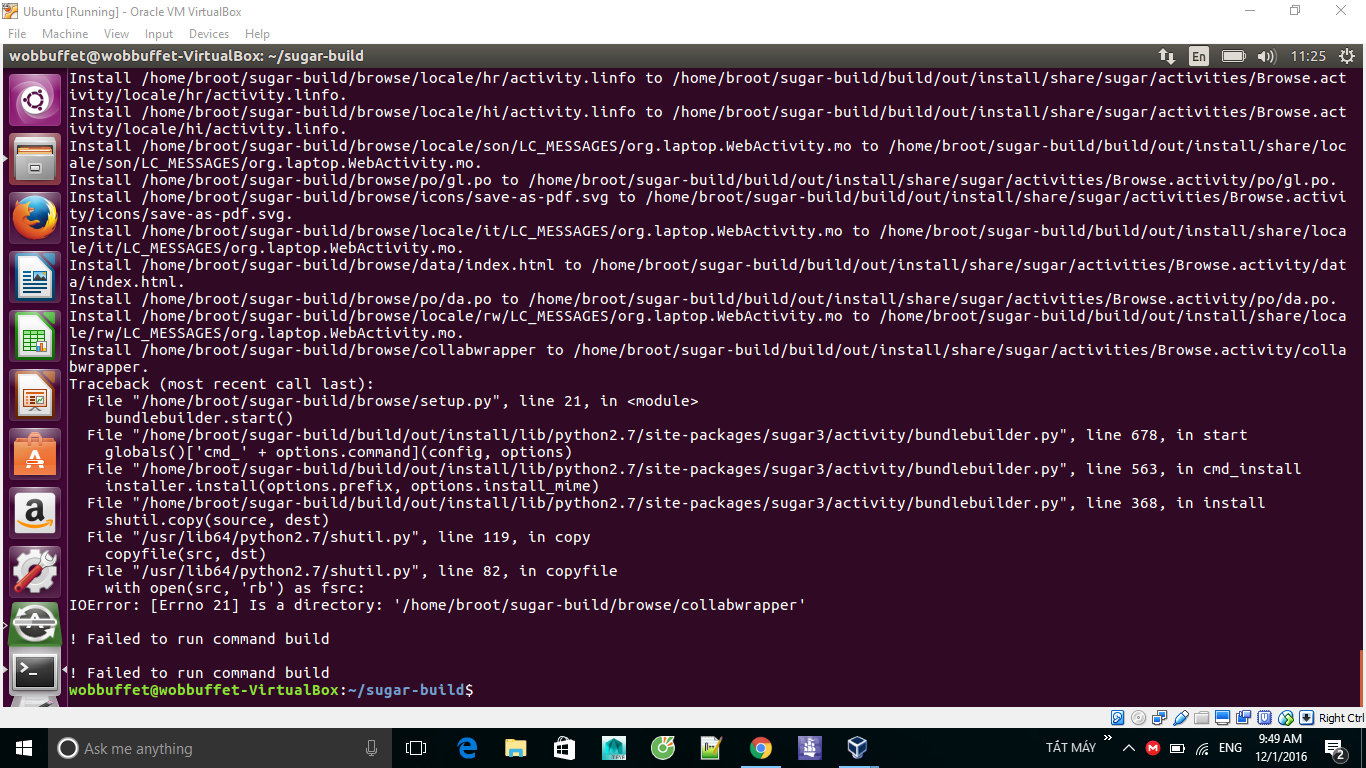 Ubuntu [Running] - Oracle VM VirtualBox
File Machine View Input Devices Help
wobbuffet@wobbuffet-VirtualBox: ~/sugar-build
En
11:25
Install /home/broot/sugar-build/browse/locale/hr/activity.linfo to /home/broot/sugar-build/build/out/install/share/sugar/activities/Browse.act
ivity/locale/hr/activity.linfo.
Install /home/broot/sugar-build/browse/locale/hi/activity.linfo to /home/broot/sugar-build/build/out/install/share/sugar/activities/Browse.act
ivity/locale/hi/activity.linfo.
Install /home/broot/sugar-build/browse/locale/son/LC_MESSAGES/org.laptop.WebActivity.mo to /home/broot/sugar-build/build/out/install/share/loc
ale/son/LC_MESSAGES/org.laptop.WebActivity.mo.
Install /home/broot/sugar-build/browse/po/gl.po to /home/broot/sugar-build/build/out/install/share/sugar/activities/Browse.activity/po/gl.po.
Install /home/broot/sugar-build/browse/icons/save-as-pdf.svg to /home/broot/sugar-build/build/out/install/share/sugar/activities/Browse.activi
ty/icons/save-as-pdf.svg.
Install /home/broot/sugar-build/browse/locale/it/LC_MESSAGES/org.laptop.WebActivity.mo to /home/broot/sugar-build/build/out/install/share/loca
le/it/LC_MESSAGES/org.laptop.WebActivity.mo.
Install /home/broot/sugar-build/browse/data/index.html to /home/broot/sugar-build/build/out/install/share/sugar/activities/Browse.activity/dat
a/index.html.
Install /home/broot/sugar-build/browse/po/da.po to /home/broot/sugar-build/build/out/install/share/sugar/activities/Browse.activity/po/da.po.
Install /home/broot/sugar-build/browse/locale/rw/LC_MESSAGES/org.laptop.WebActivity.mo to /home/broot/sugar-build/build/out/install/share/loca
le/rw/LC_MESSAGES/org.laptop.WebActivity.mo.
Install /home/broot/sugar-build/browse/collabwrapper to /home/broot/sugar-build/build/out/install/share/sugar/activities/Browse.activity/colla
bwrapper.
Traceback (most recent call last):
File "/home/broot/sugar-build/browse/setup.py", line 21, in <module>
bundlebuilder.start()
File "/home/broot/sugar-build/build/out/install/lib/python2.7/site-packages/sugar3/activity/bundlebuilder.py", line 678, in start
globals()['cmd_' + options.command](config, options)
File "/home/broot/sugar-build/build/out/install/lib/python2.7/site-packages/sugar3/activity/bundlebuilder.py", line 563, in cmd_install
installer.install(options.prefix, options.install_mime)
File "/home/broot/sugar-build/build/out/install/lib/python2.7/site-packages/sugar3/activity/bundlebuilder.py", line 368, in install
shutil.copy(source, dest)
File "/usr/lib64/python2.7/shutil.py", line 119, in copy
copyfile(src, dst)
File "/usr/lib64/python2.7/shutil.py", line 82, in copyfile
with open(src, 'rb') as fsrc:
IOError: [Errno 21] Is a directory: '/home/broot/sugar-build/browse/collabwrapper'
! Failed to run command build
! Failed to run command build
wobbuffet@wobbuffet-VirtualBox:~/sugar-build$
Right Ctrl
Ask me anything
TẮT MÁY
ENG
9:49 AM
12/1/2016
2